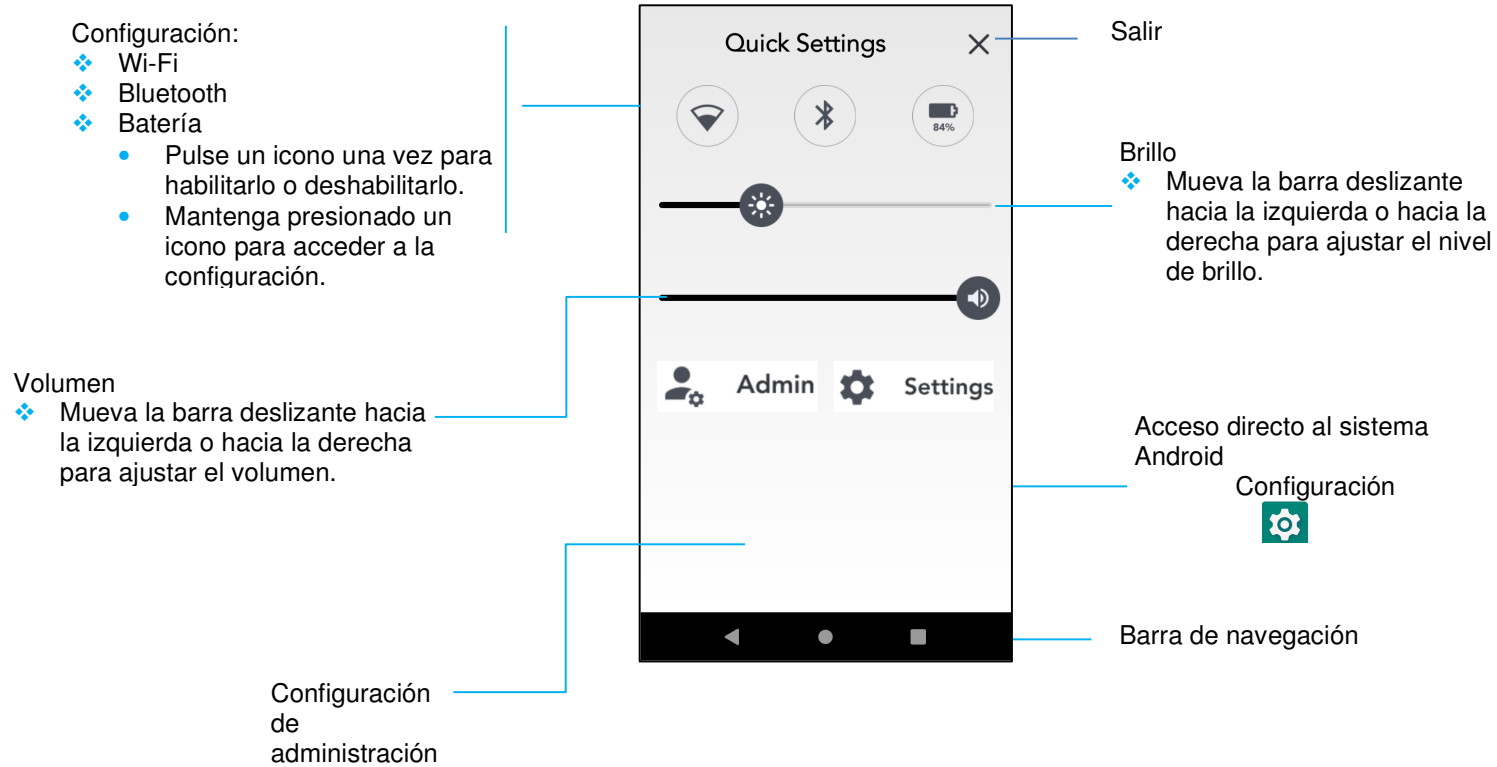 Configuración:
Wi-Fi
Bluetooth
Batería
Pulse un icono una vez para
habilitarlo o deshabilitarlo.
Mantenga presionado un
icono para acceder a la
configuración.
Volumen
Mueva la barra deslizante hacia
la izquierda o hacia la derecha
para ajustar el volumen.
Configuración
de
administración
Quick Settings
84%
Admin
Settings
Salir
Brillo
Mueva la barra deslizante
hacia la izquierda o hacia la
derecha para ajustar el nivel
de brillo.
Acceso directo al sistema
Android
Configuración
Barra de navegación